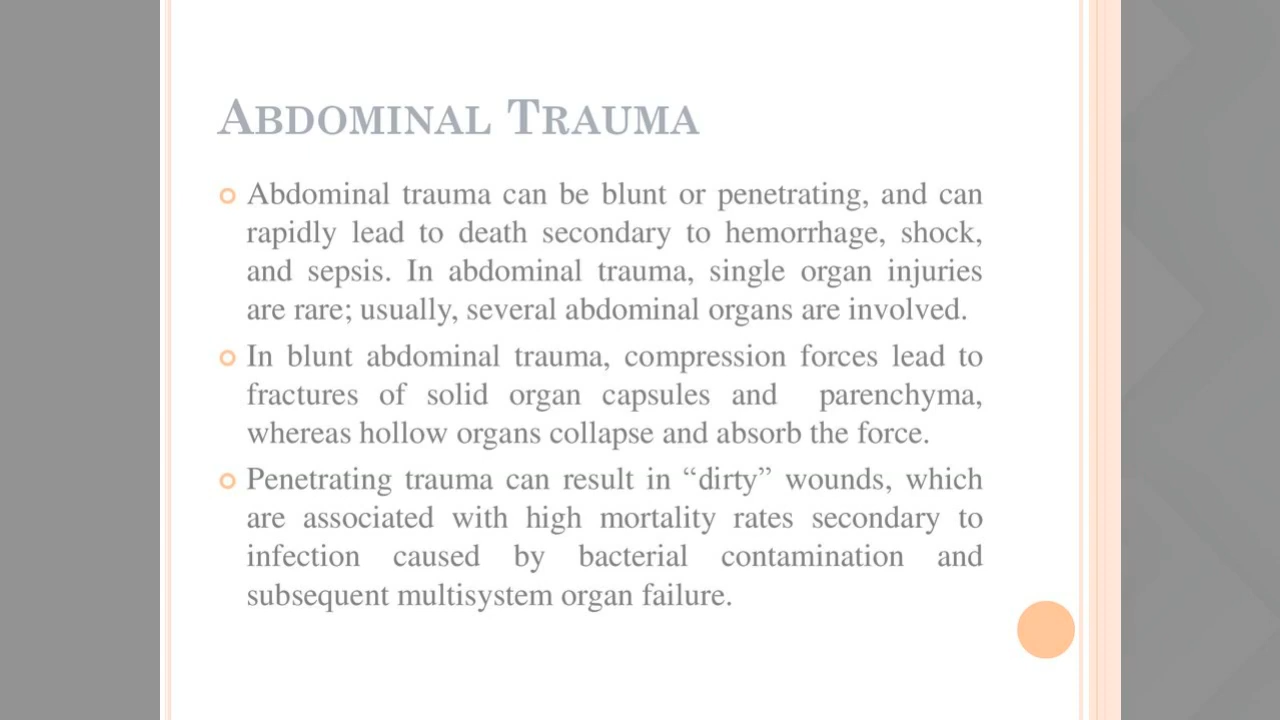 Abdominal Trauma
Abdominal trauma can be blunt or penetrating, and can
rapidly lead to death secondary to hemorrhage, shock,
and sepsis. In abdominal trauma, single organ injuries
are rare; usually, several abdominal organs are involved.
In blunt abdominal trauma, compression forces lead to
fractures of solid organ capsules and parenchyma,
whereas hollow organs collapse and absorb the force.
Penetrating trauma can result in “dirty” wounds, which
are associated with high mortality rates secondary to
infection caused by bacterial contamination and
subsequent multisystem organ failure.